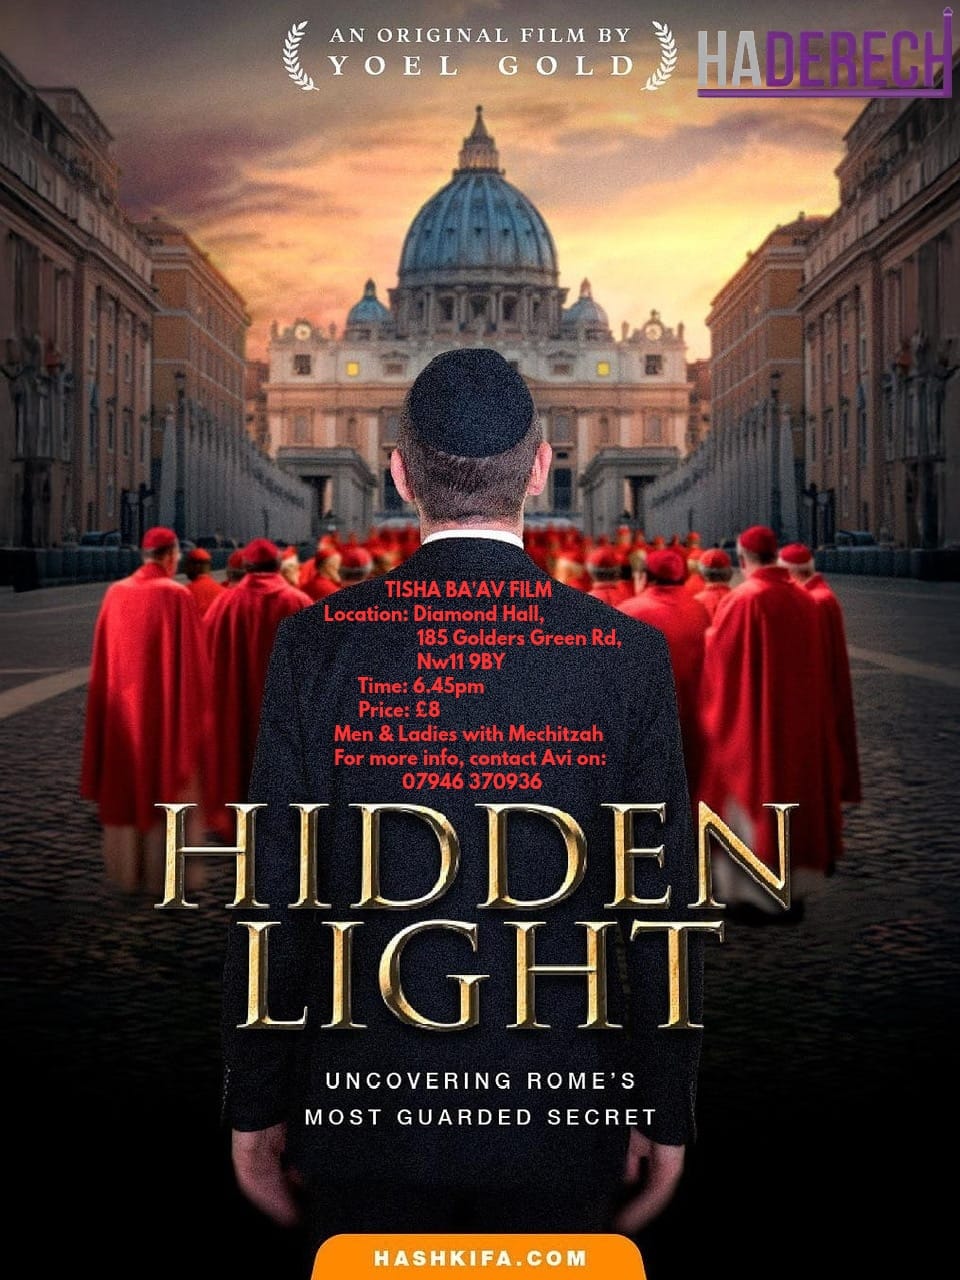 AN ORIGINAL FILM BY
YOEL GOLD
HADERECH
TISHA BA'AV FILM
Location: Diamond Hall,
185 Golders Green Rd,
Nw11 9BY
Time: 6.45pm
Price: £8
Men & Ladies with Mechitzah
For more info, contact Avi on:
07946 370936
HIDDEN
LIGHT
UNCOVERING ROME'S
MOST GUARDED SECRET
HASHKIFA.COM